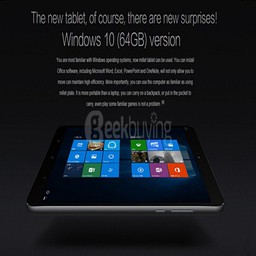 The new tablet, of course, there are new surprises!
Windows 10 (64GB) version
You are most familiar with Windows operating systems, now millet tablet can be used. You can install
Office software, including Microsoft Word, Excel, PowerPoint and OneNote, will not only allow you to
move can maintain high efficiency. More importantly, you can use the computer as familiar as using
millet plate. It is more portable than a laptop, you can carry on a backpack, or put in the pocket to
carry, even play some familiar games is not a problem.
Geekbuying